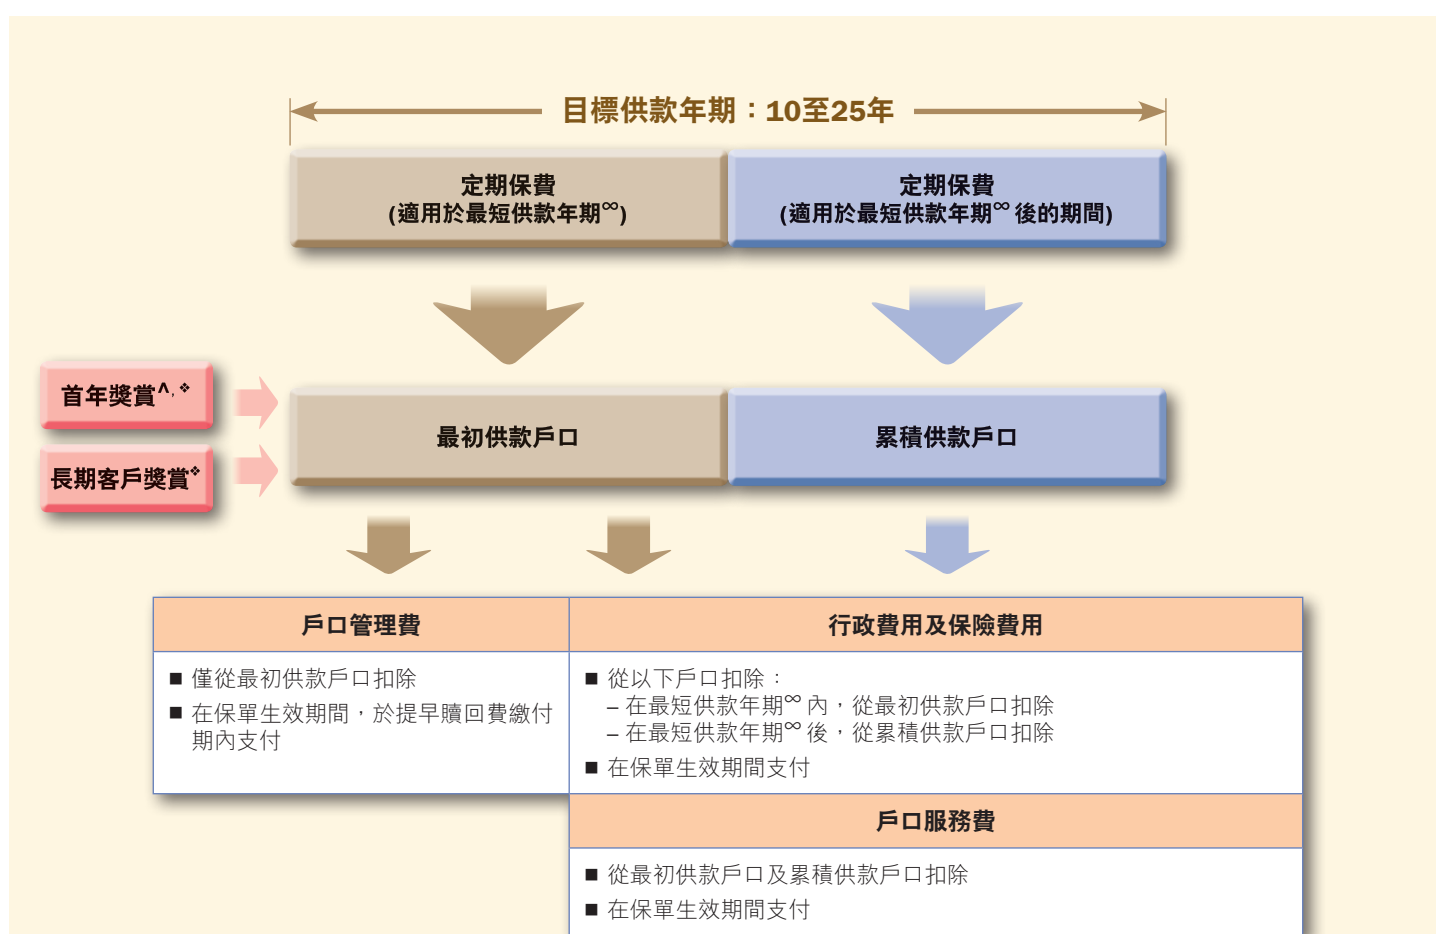 目標供款年期：10至25年
定期保費
(適用於最短供款年期∞)
定期保費
(適用於最短供款年期∞ 後的期間)
首年獎賞^, ❖
長期客戶獎賞❖
最初供款戶口
累積供款戶口
戶口管理費
■ 僅從最初供款戶口扣除
■ 在保單生效期間，於提早贖回費繳付
期內支付
行政費用及保險費用
■ 從以下戶口扣除：
– 在最短供款年期∞ 內，從最初供款戶口扣除
– 在最短供款年期∞ 後，從累積供款戶口扣除
■ 在保單生效期間支付
戶口服務費
■ 從最初供款戶口及累積供款戶口扣除
■ 在保單生效期間支付